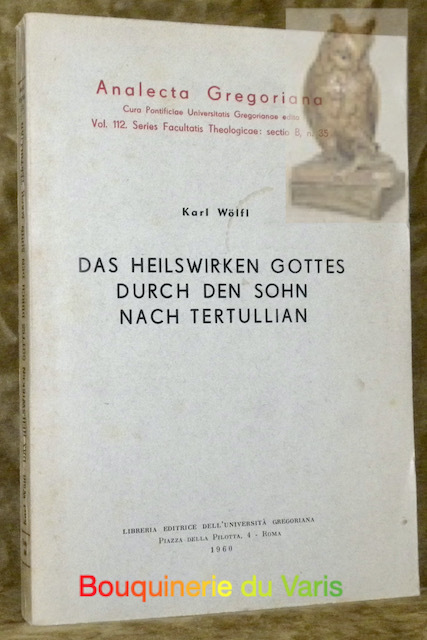 Analecta Gregoriana
Cura Pontificiae Universitatis Gregorianae edita
Vol. 112. Series Facultatis Theologicae: sectio B, n. 35
Karl Wölfl
DAS HEILSWIRKEN GOTTES
DURCH DEN SOHN
NACH TERTULLIAN
LIBRERIA EDITRICE DELL'UNIVERSITÀ GREGORIANA
PIAZZA DELLA PILOTTA, 4 - ROMA
1960
Bouquinerie du Varis